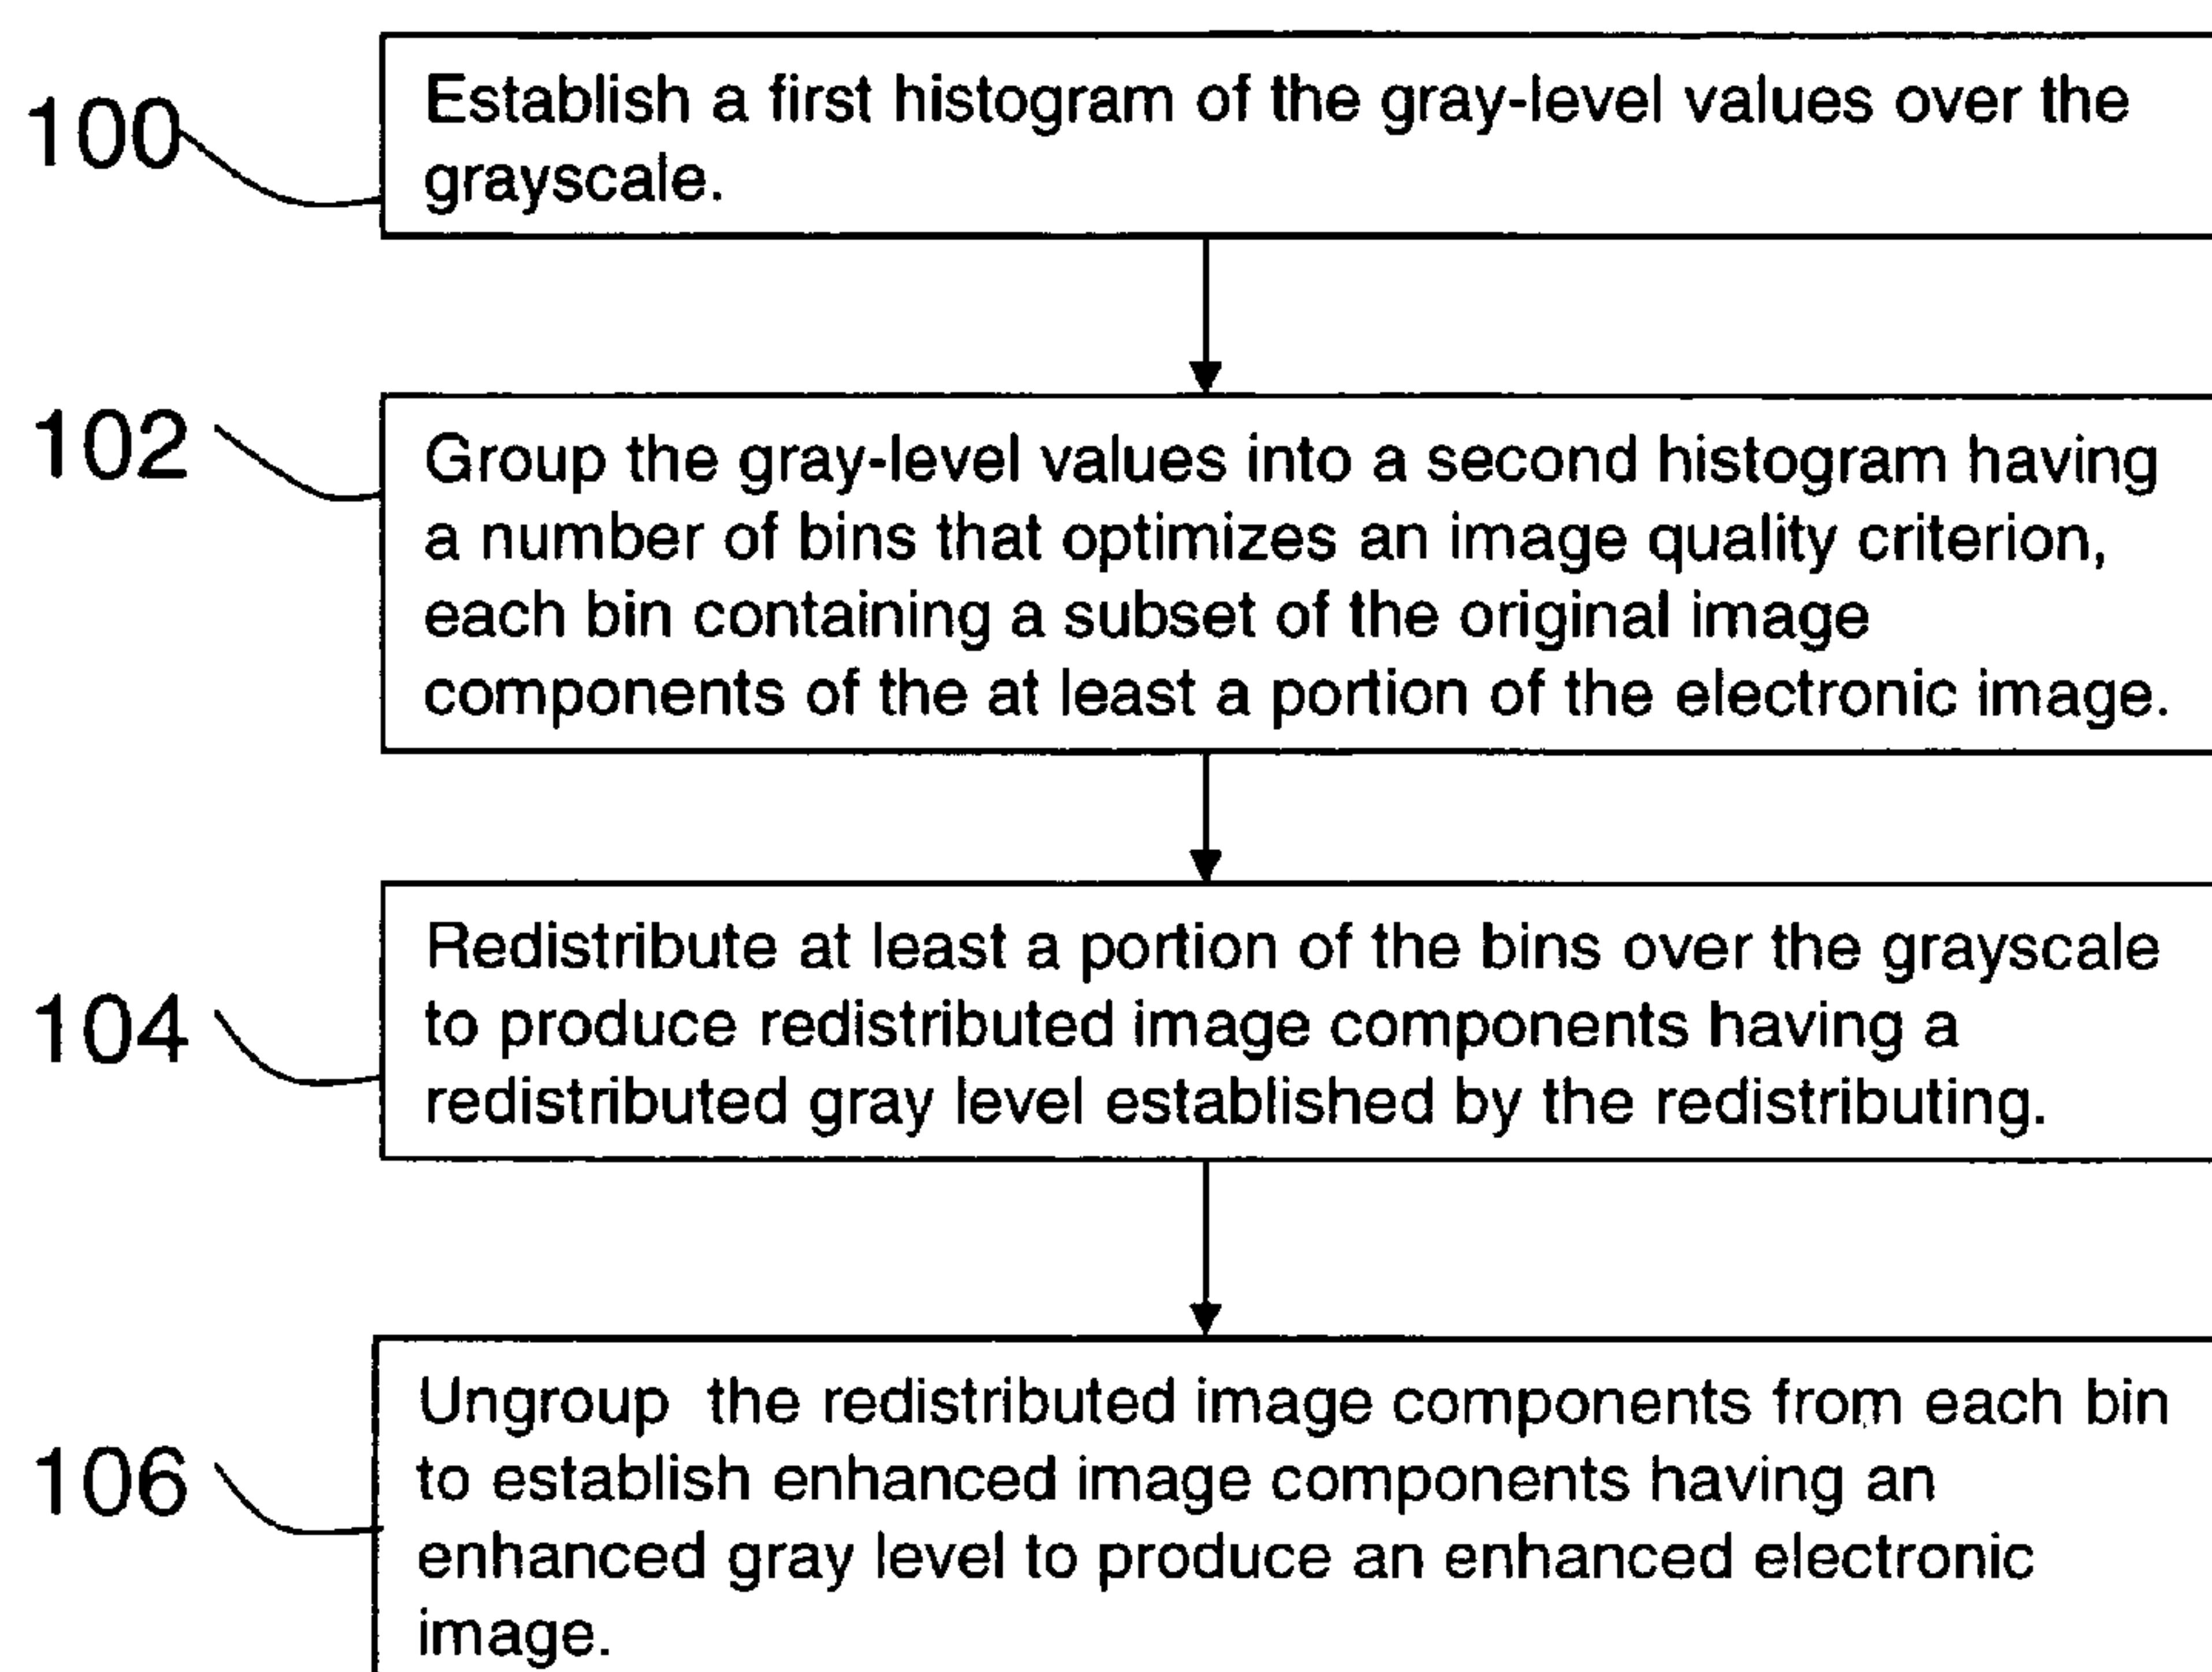 100
Establish a first histogram of the gray-level values over the
grayscale.
102
Group the gray-level values into a second histogram having
a number of bins that optimizes an image quality criterion,
each bin containing a subset of the original image
components of the at least a portion of the electronic image.
104
Redistribute at least a portion of the bins over the grayscale
to produce redistributed image components having a
redistributed gray level established by the redistributing.
106
Ungroup the redistributed image components from each bin
to establish enhanced image components having an
enhanced gray level to produce an enhanced electronic
image.